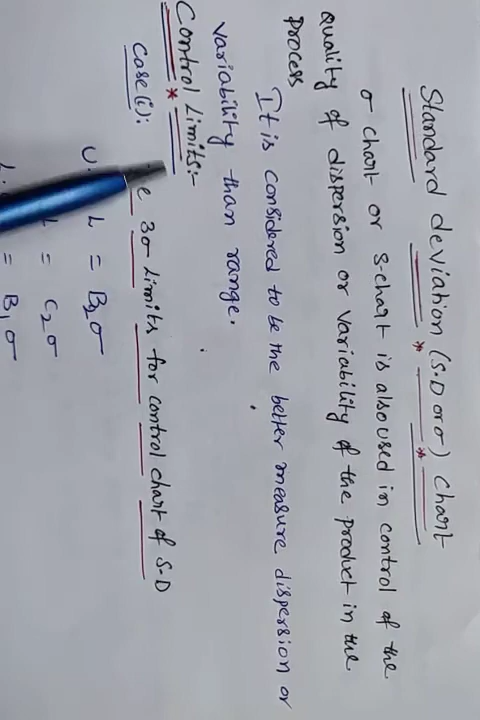 Standard deviation (S.D or σ) Chart
σ chart or S-chart is also used in control of the
quality of dispersion or variability of the product in the
process
It is considered to be the better measure dispersion or
variability than range.
Control Limits:-
Case(i): 3σ Limits for control chart of S-D
L = B2σ
= C2σ
= B1σ